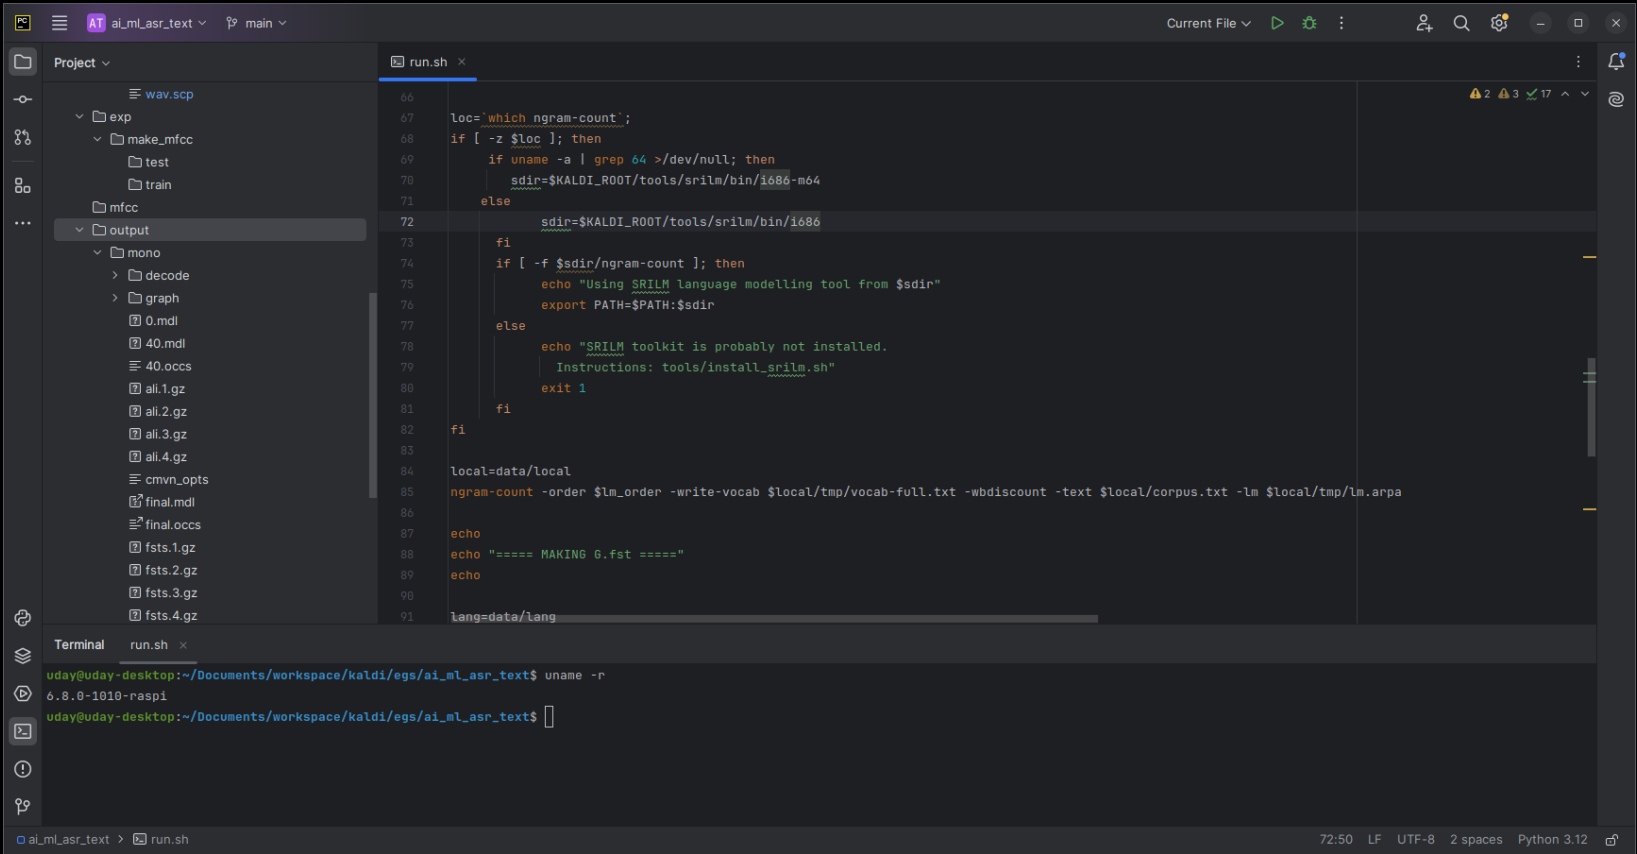 PC AT ai_ml_asr_text main Current File
Project
run.sh
wav.scp
exp
make_mfcc
test
train
mfcc
output
mono
decode
graph
0.mdl
40.mdl
40.occs
ali.1.gz
ali.2.gz
ali.3.gz
ali.4.gz
cmvn_opts
final.mdl
final.occs
fsts.1.gz
fsts.2.gz
fsts.3.gz
fsts.4.gz
2 3 17
66
67 loc=`which ngram-count`;
68 if [ -z $loc ]; then
69 if uname -a | grep 64 >/dev/null; then
70 sdir=$KALDI_ROOT/tools/srilm/bin/i686-m64
71 else
72 sdir=$KALDI_ROOT/tools/srilm/bin/i686
73 fi
74 if [ -f $sdir/ngram-count ]; then
75 echo "Using SRILM language modelling tool from $sdir"
76 export PATH=$PATH:$sdir
77 else
78 echo "SRILM toolkit is probably not installed.
79 Instructions: tools/install_srilm.sh"
80 exit 1
81 fi
82 fi
83
84 local=data/local
85 ngram-count -order $lm_order -write-vocab $local/tmp/vocab-full.txt -wbdiscount -text $local/corpus.txt -lm $local/tmp/lm.arpa
86
87 echo
88 echo "===== MAKING G.fst ====="
89 echo
90
91 lang=data/lang
Terminal run.sh
uday@uday-desktop:~/Documents/workspace/kaldi/egs/ai_ml_asr_text$ uname -r
6.8.0-1010-raspi
uday@uday-desktop:~/Documents/workspace/kaldi/egs/ai_ml_asr_text$
ai_ml_asr_text > run.sh 72:50 LF UTF-8 2 spaces Python 3.12